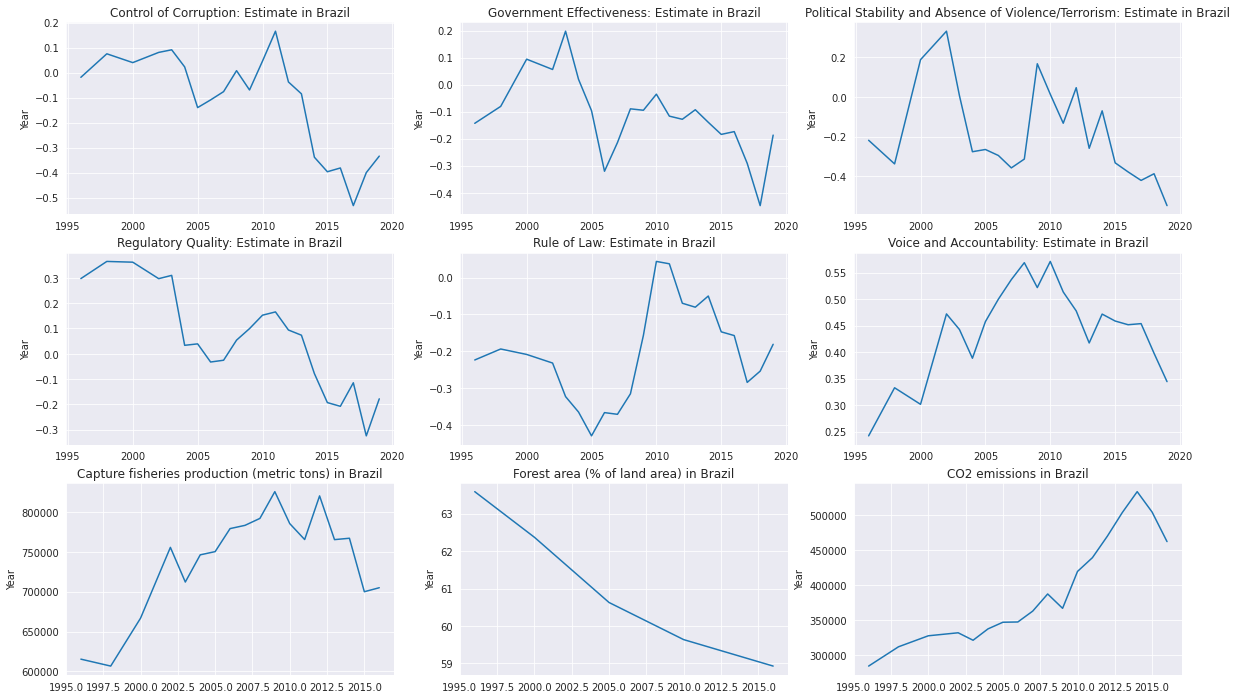 Control of Corruption: Estimate in Brazil
Government Effectiveness: Estimate in Brazil
Political Stability and Absence of Violence/Terrorism: Estimate in Brazil
0.2
0.1
0.0
−0.1
−0.2
−0.3
−0.4
−0.5
Year
1995 2000 2005 2010 2015 2020
0.2
0.1
0.0
−0.1
−0.2
−0.3
−0.4
Year
1995 2000 2005 2010 2015 2020
0.2
0.0
−0.2
−0.4
Year
1995 2000 2005 2010 2015 2020
Regulatory Quality: Estimate in Brazil
Rule of Law: Estimate in Brazil
Voice and Accountability: Estimate in Brazil
0.3
0.2
0.1
0.0
−0.1
−0.2
−0.3
Year
1995 2000 2005 2010 2015 2020
0.0
−0.1
−0.2
−0.3
−0.4
Year
1995 2000 2005 2010 2015 2020
0.55
0.50
0.45
0.40
0.35
0.30
0.25
Year
1995 2000 2005 2010 2015 2020
Capture fisheries production (metric tons) in Brazil
Forest area (% of land area) in Brazil
CO2 emissions in Brazil
800000
750000
700000
650000
600000
Year
1995.0 1997.5 2000.0 2002.5 2005.0 2007.5 2010.0 2012.5 2015.0
63
62
61
60
59
Year
1995.0 1997.5 2000.0 2002.5 2005.0 2007.5 2010.0 2012.5 2015.0
500000
450000
400000
350000
300000
Year
1995.0 1997.5 2000.0 2002.5 2005.0 2007.5 2010.0 2012.5 2015.0